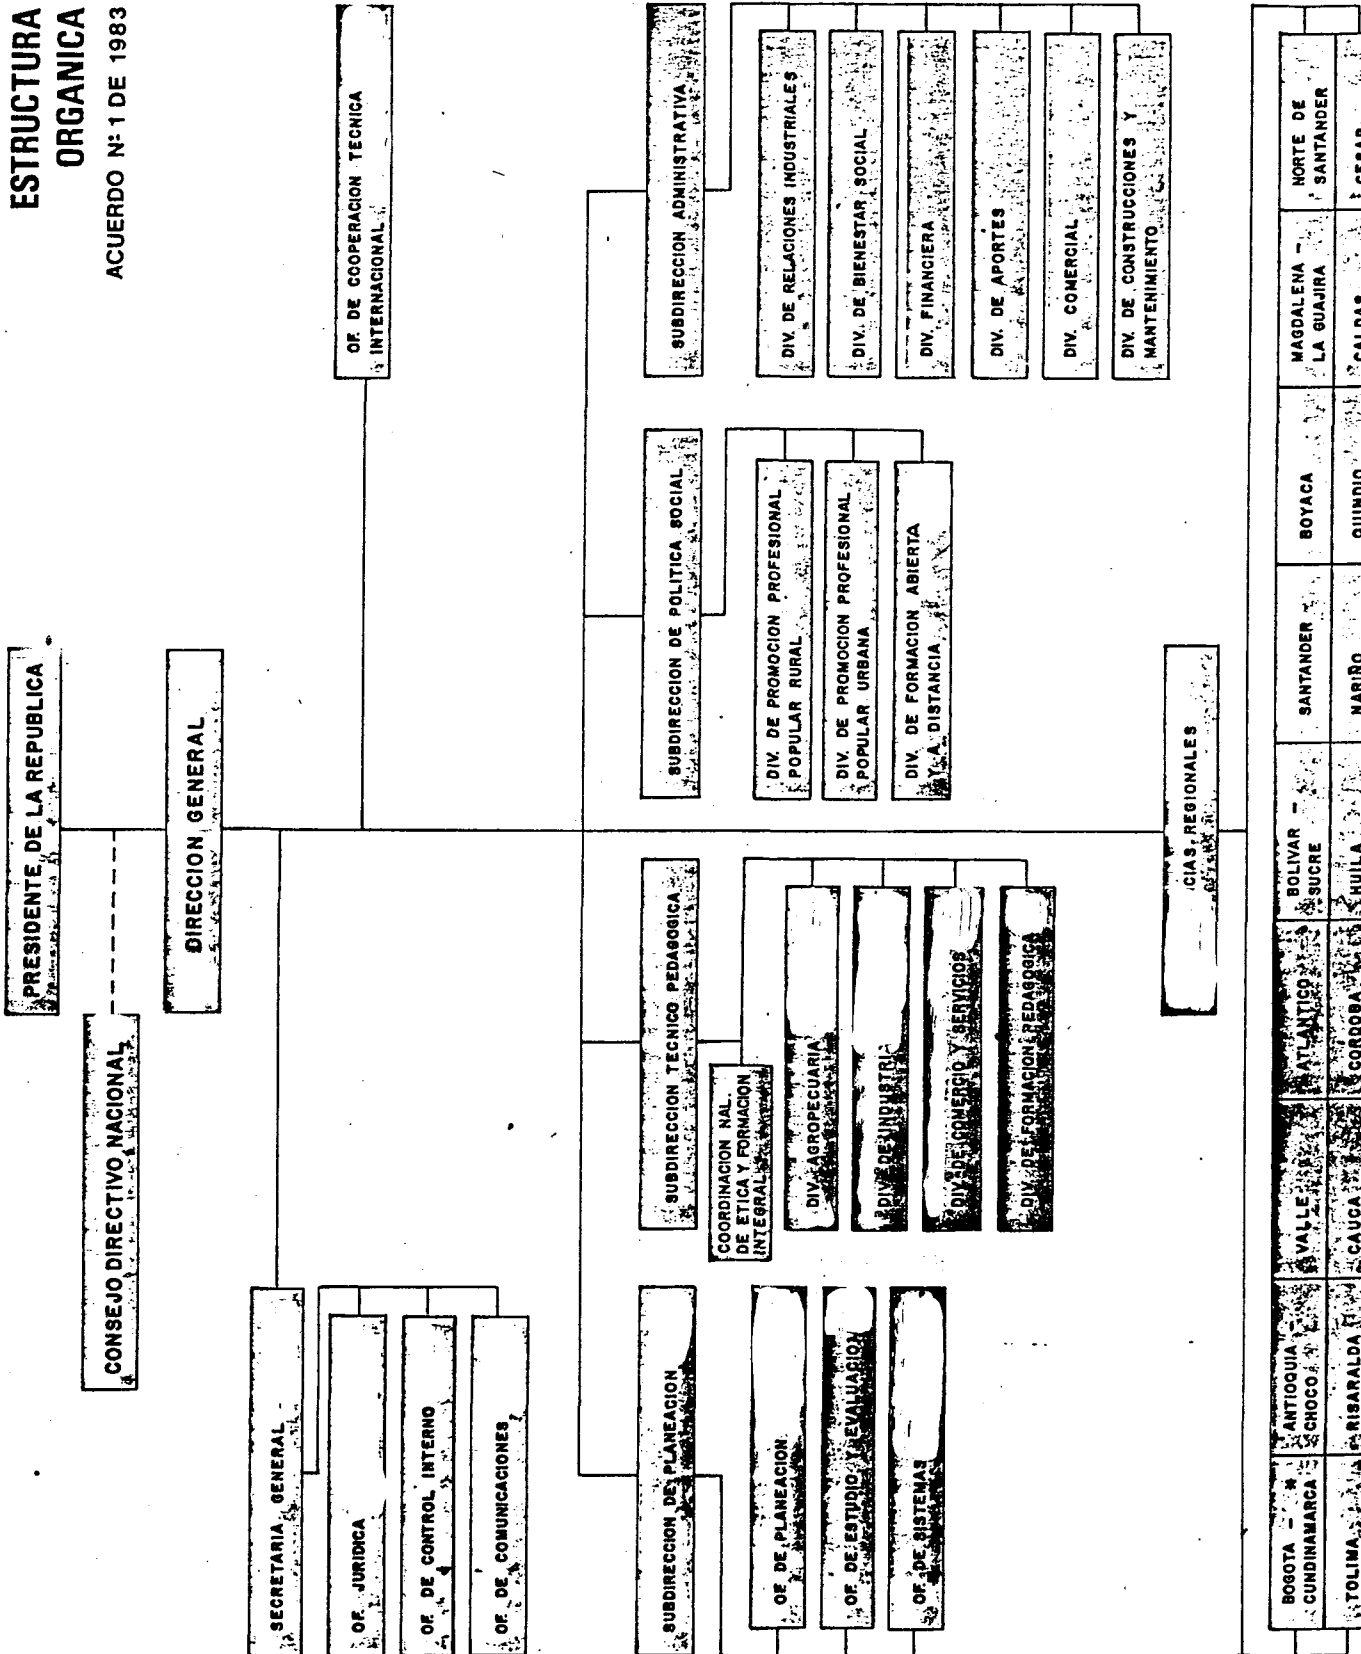 ESTRUCTURA
ORGANICA
ACUERDO Nº 1 DE 1983
PRESIDENTE DE LA REPUBLICA
CONSEJO DIRECTIVO NACIONAL
DIRECCION GENERAL
SECRETARIA GENERAL
OF. JURIDICA
OF. DE CONTROL INTERNO
OF. DE COMUNICACIONES
OF. DE COOPERACION TECNICA
INTERNACIONAL
SUBDIRECCION DE PLANEACION
OF. DE PLANEACION
OF. DE ESTUDIO Y EVALUACION
OF. DE SISTEMAS
SUBDIRECCION TECNICO PEDAGOGICA
COORDINACION NAL.
DE ETICA Y FORMACION
INTEGRAL
DIV. AGROPECUARIA
DIV. DE INDUSTRI
DIV. DE COMERCIO Y SERVICIOS
DIV. DE FORMACION PEDAGOGICA
SUBDIRECCION DE POLITICA SOCIAL
DIV. DE PROMOCION PROFESIONAL
POPULAR RURAL
DIV. DE PROMOCION PROFESIONAL
POPULAR URBANA
DIV. DE FORMACION ABIERTA
Y A DISTANCIA
SUBDIRECCION ADMINISTRATIVA
DIV. DE RELACIONES INDUSTRIALES
DIV. DE BIENESTAR SOCIAL
DIV. FINANCIERA
DIV. DE APORTES
DIV. COMERCIAL
DIV. DE CONSTRUCCIONES Y
MANTENIMIENTO
CIAS REGIONALES
BOGOTA -
CUNDINAMARCA
ANTIOQUIA -
CHOCO
VALLE
ATLANTICO
BOLIVAR -
SUCRE
SANTANDER
BOYACA
MAGDALENA -
LA GUAJIRA
NORTE DE
SANTANDER
TOLIMA
RISARALDA
CAUCA
CORDOBA
HUILA
NARIÑO
QUINDIO
CALDAS
CESAR